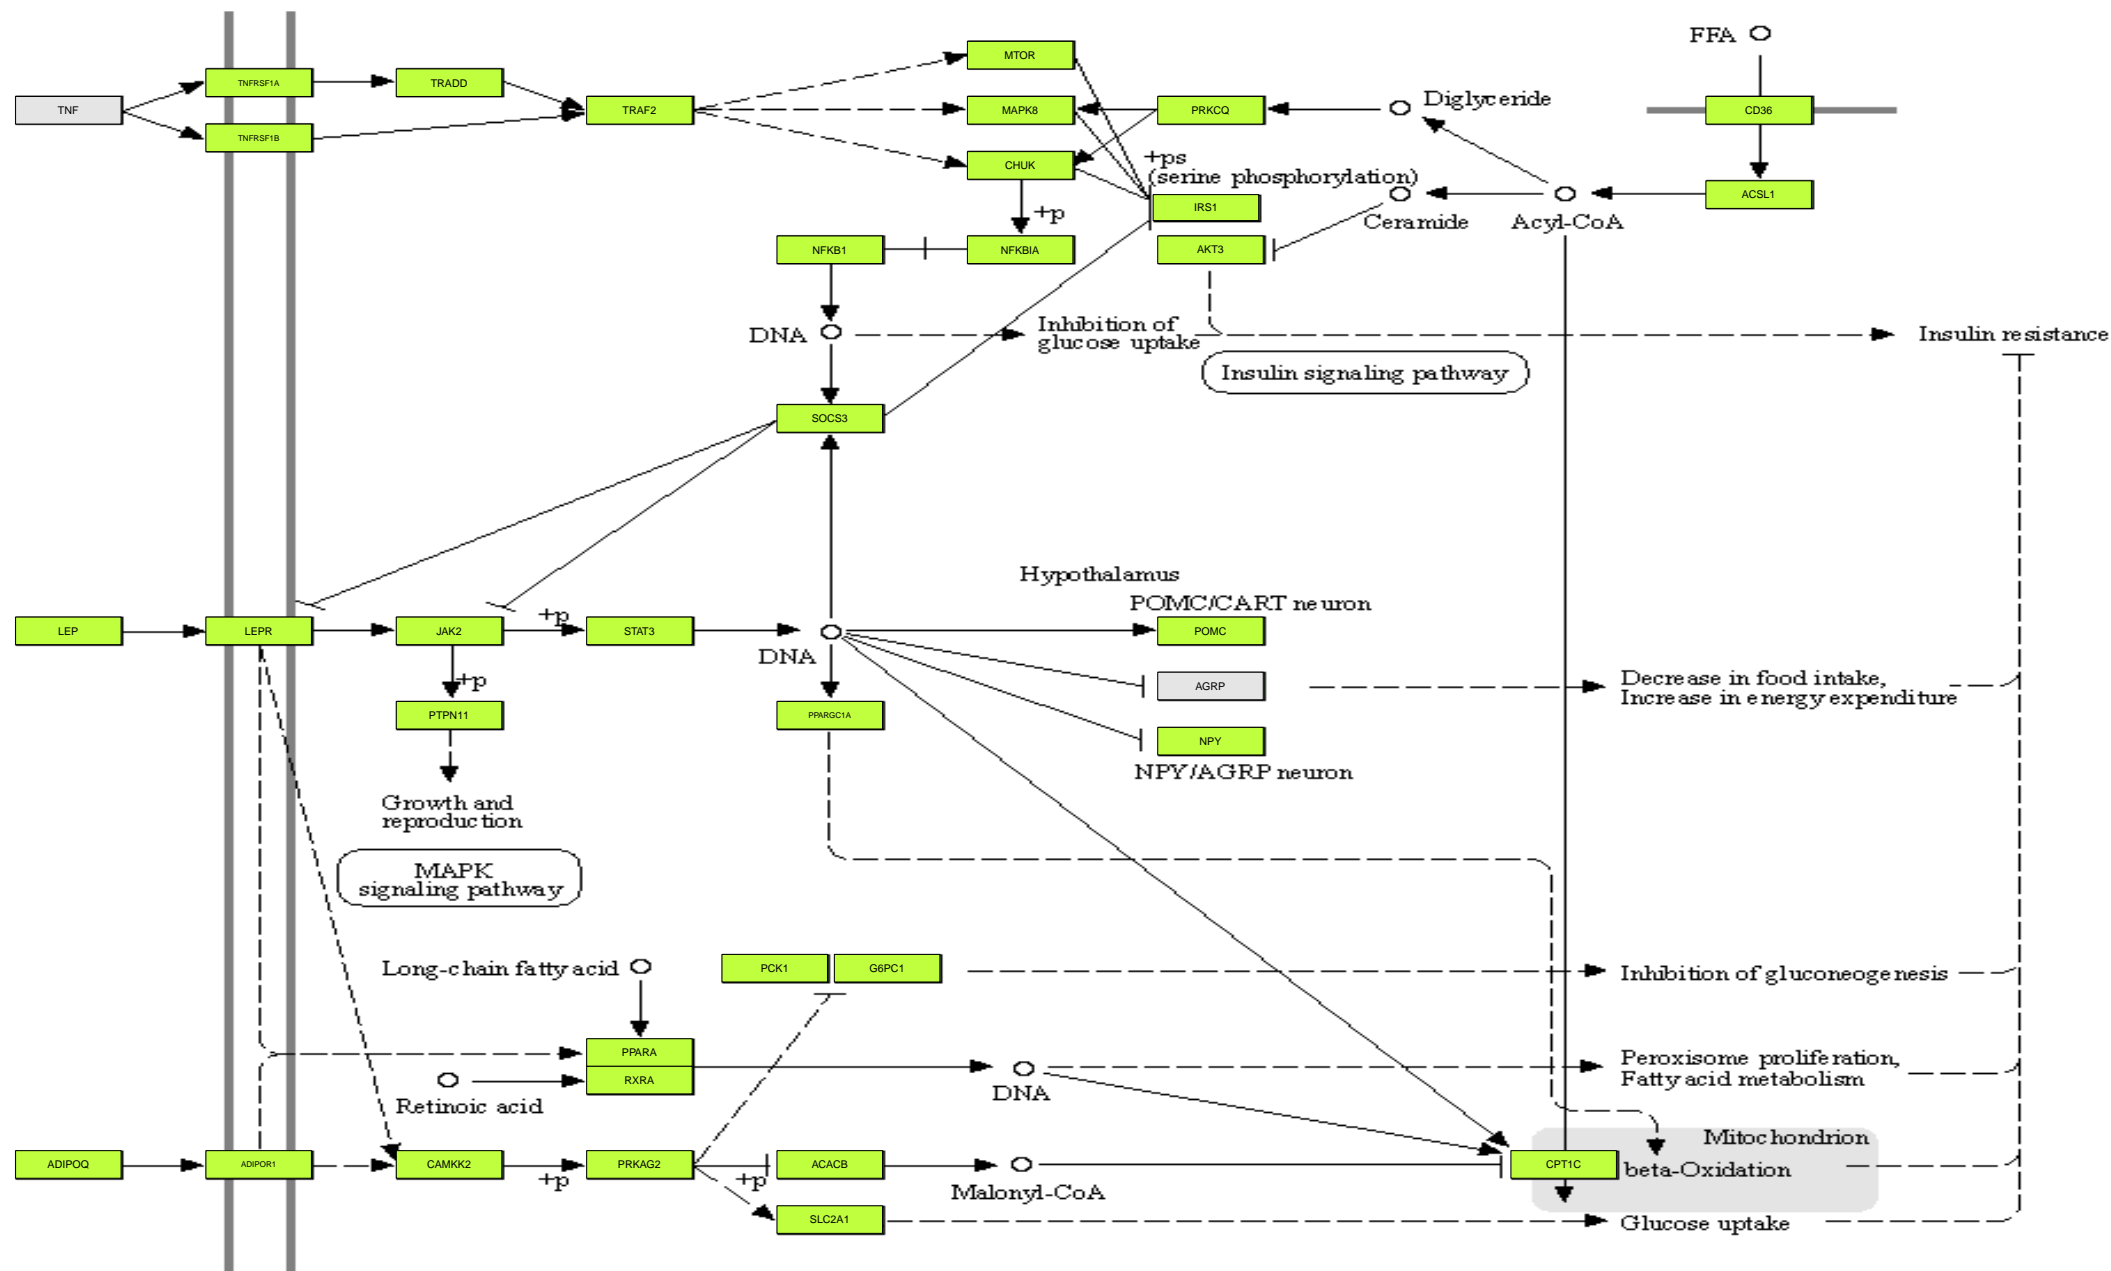 FFA
MTOR
TNFRSF1A
TRADD
TNF
TRAF2
MAPK8
PRKCQ
Diglyceride
CD36
TNFRSF1B
CHUK
+ps
(serine phosphorylation)
ACSL1
+p
IRS1
Ceramide
Acyl-CoA
NFKB1
NFKBIA
AKT3
DNA
Inhibition of
glucose uptake
Insulin resistance
Insulin signaling pathway
SOCS3
Hypothalamus
POMC/CART neuron
+p
LEP
LEPR
JAK2
STAT3
POMC
DNA
+p
AGRP
Decrease in food intake,
Increase in energy expenditure
PTPN11
PPARGC1A
NPY
NPY/AGRP neuron
Growth and
reproduction
MAPK
signaling pathway
Long-chain fatty acid
PCK1
G6PC1
Inhibition of gluconeogenesis
PPARA
RXRA
Peroxisome proliferation,
Fatty acid metabolism
DNA
Retinoic acid
Mitochondrion
ADIPOQ
ADIPOR1
CAMKK2
PRKAG2
ACACB
CPT1C
beta-Oxidation
+p
+p
Malonyl-CoA
SLC2A1
Glucose uptake